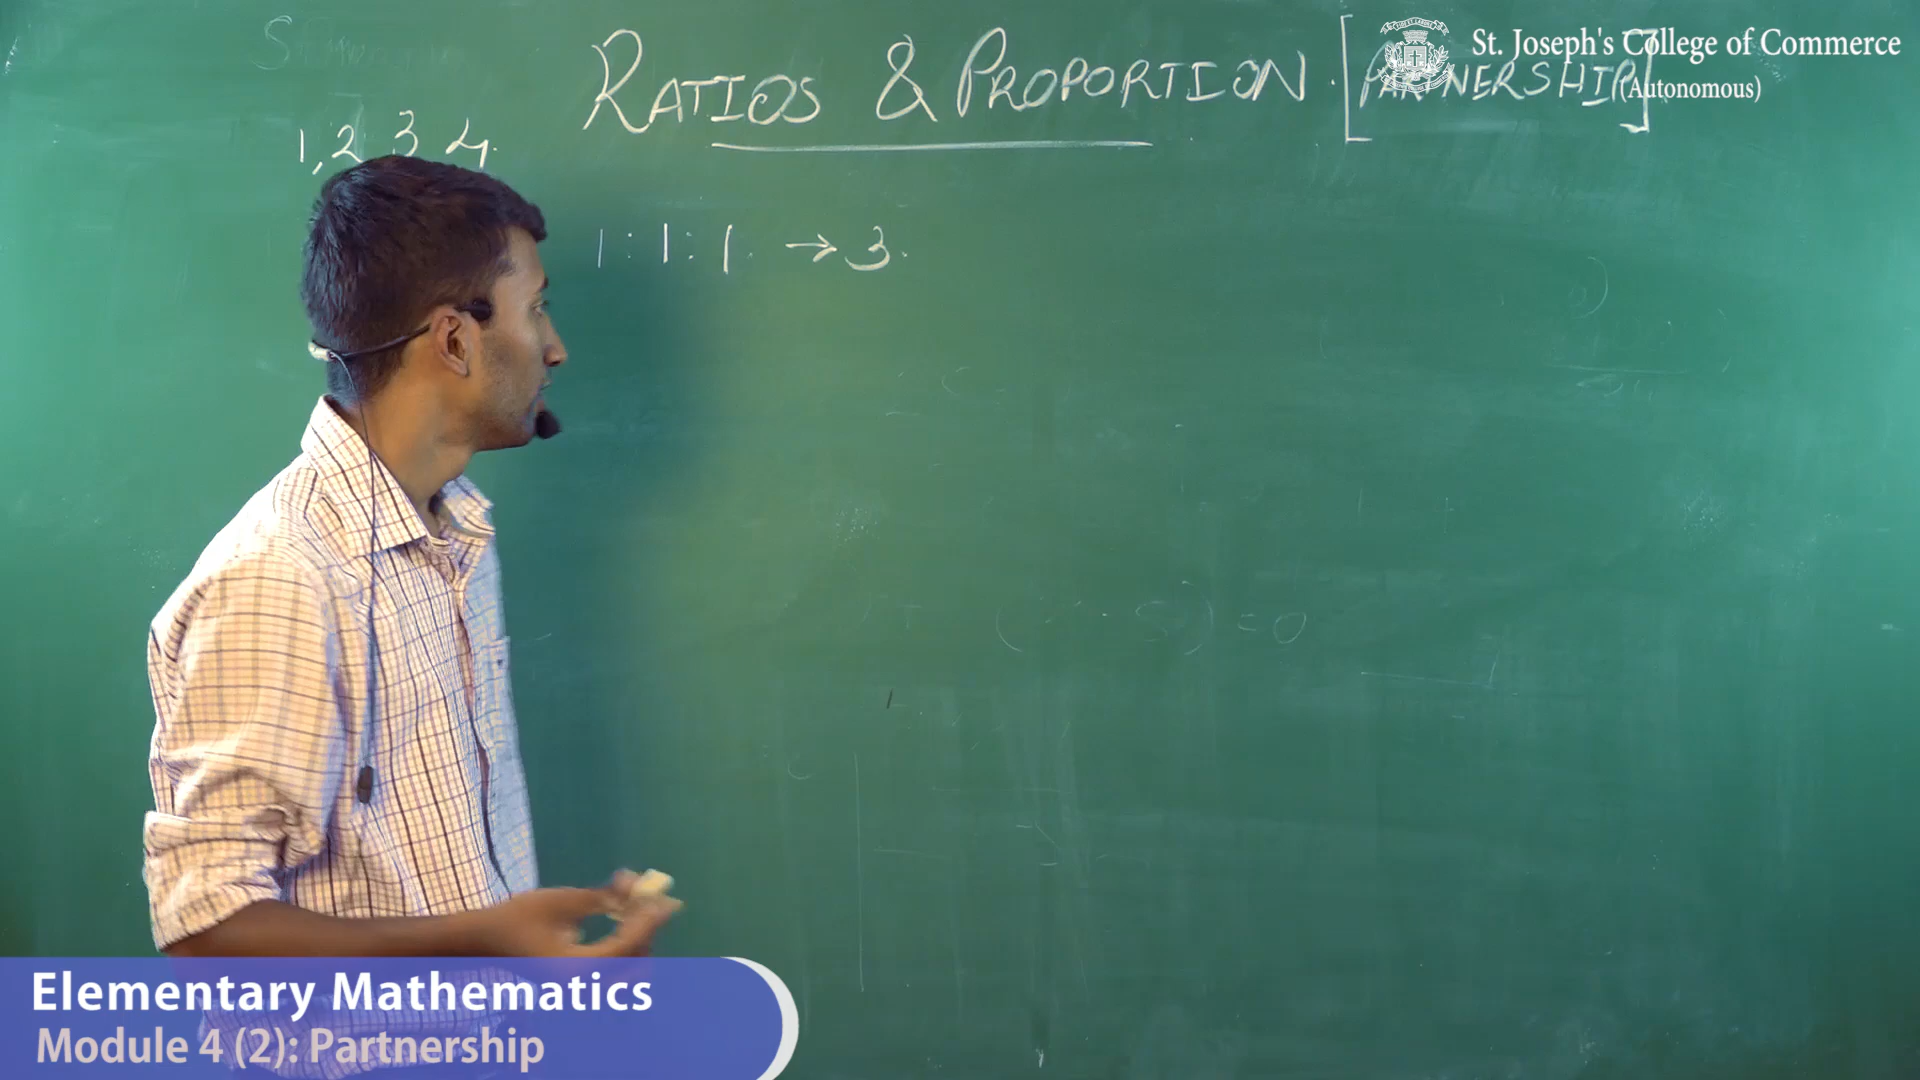 St. Joseph's College of Commerce
(Autonomous)
RATIOS & PROPORTION. [PARTNERSHIP]
1, 2 3 4.
1 : 1 : 1. → 3.
= 0
Elementary Mathematics
Module 4 (2): Partnership